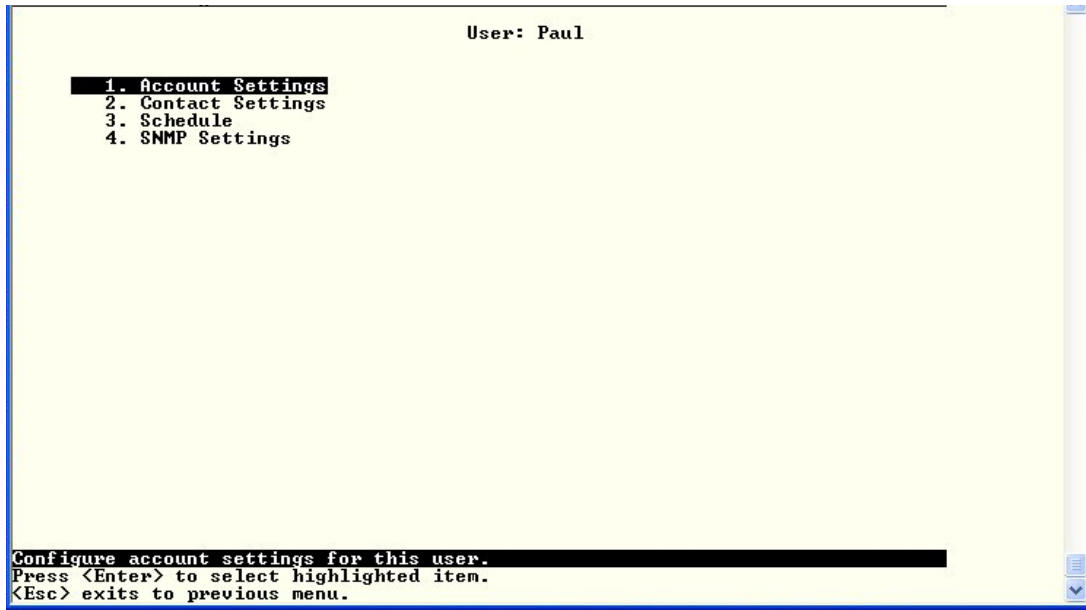 User: Paul
1. Account Settings
2. Contact Settings
3. Schedule
4. SNMP Settings
Configure account settings for this user.
Press <Enter> to select highlighted item.
<Esc> exits to previous menu.